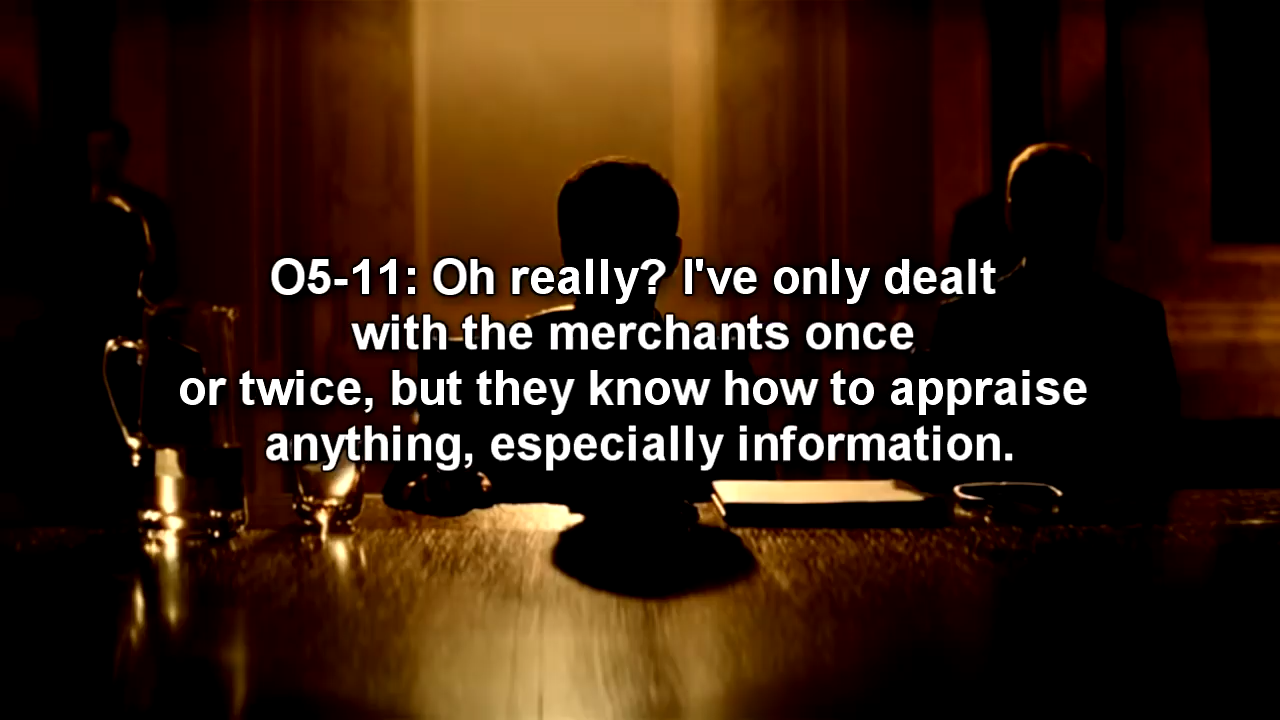 O5-11: Oh really? I've only dealt
with the merchants once
or twice, but they know how to appraise
anything, especially information.